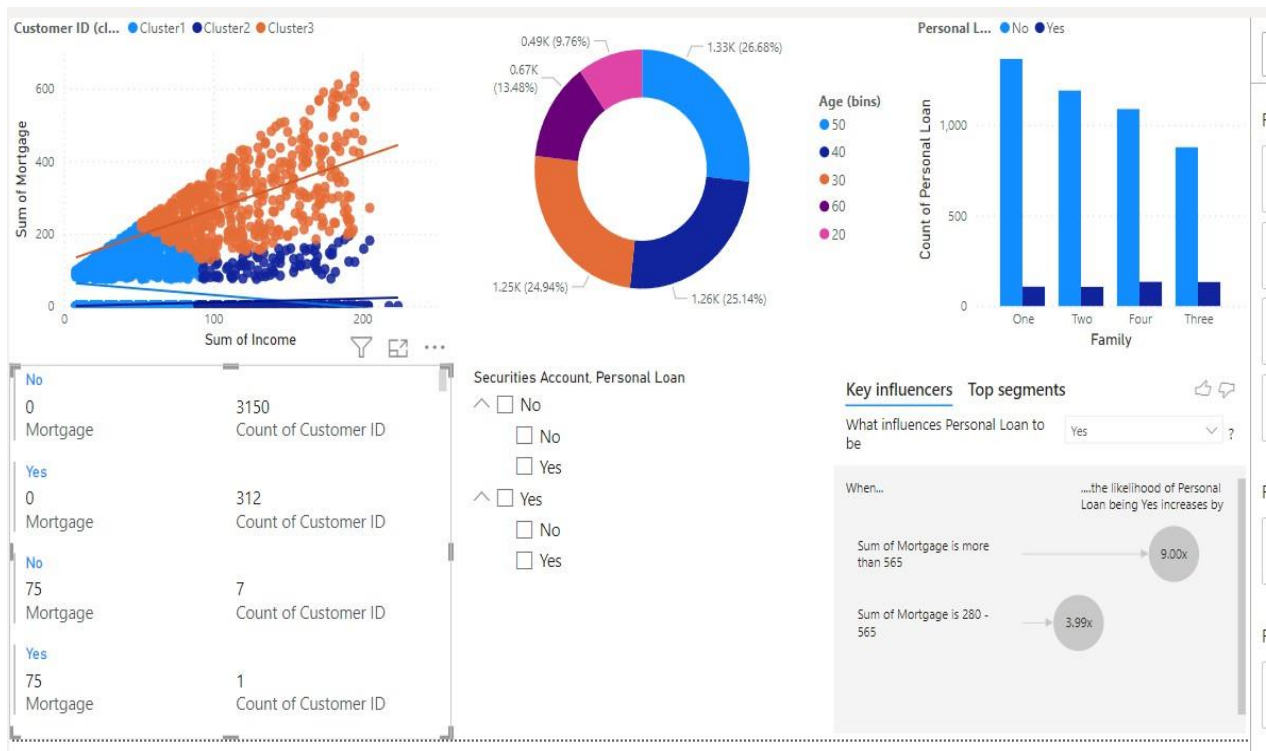 Customer ID (cl... Cluster1 Cluster2 Cluster3
Sum of Mortgage
600
400
200
0
0 100 200
Sum of Income
0.49K (9.76%)
0.67K
(13.48%)
1.33K (26.68%)
1.25K (24.94%)
1.26K (25.14%)
Age (bins)
50
40
30
60
20
Personal L... No Yes
Count of Personal Loan
1,000
500
0
One Two Four Three
Family
No
0 3150
Mortgage Count of Customer ID
Yes
0 312
Mortgage Count of Customer ID
No
75 7
Mortgage Count of Customer ID
Yes
75 1
Mortgage Count of Customer ID
Securities Account, Personal Loan
No
No
Yes
Yes
No
Yes
Key influencers Top segments
What influences Personal Loan to
be
Yes
?
When...
....the likelihood of Personal
Loan being Yes increases by
Sum of Mortgage is more
than 565
9.00x
Sum of Mortgage is 280 -
565
3.99x